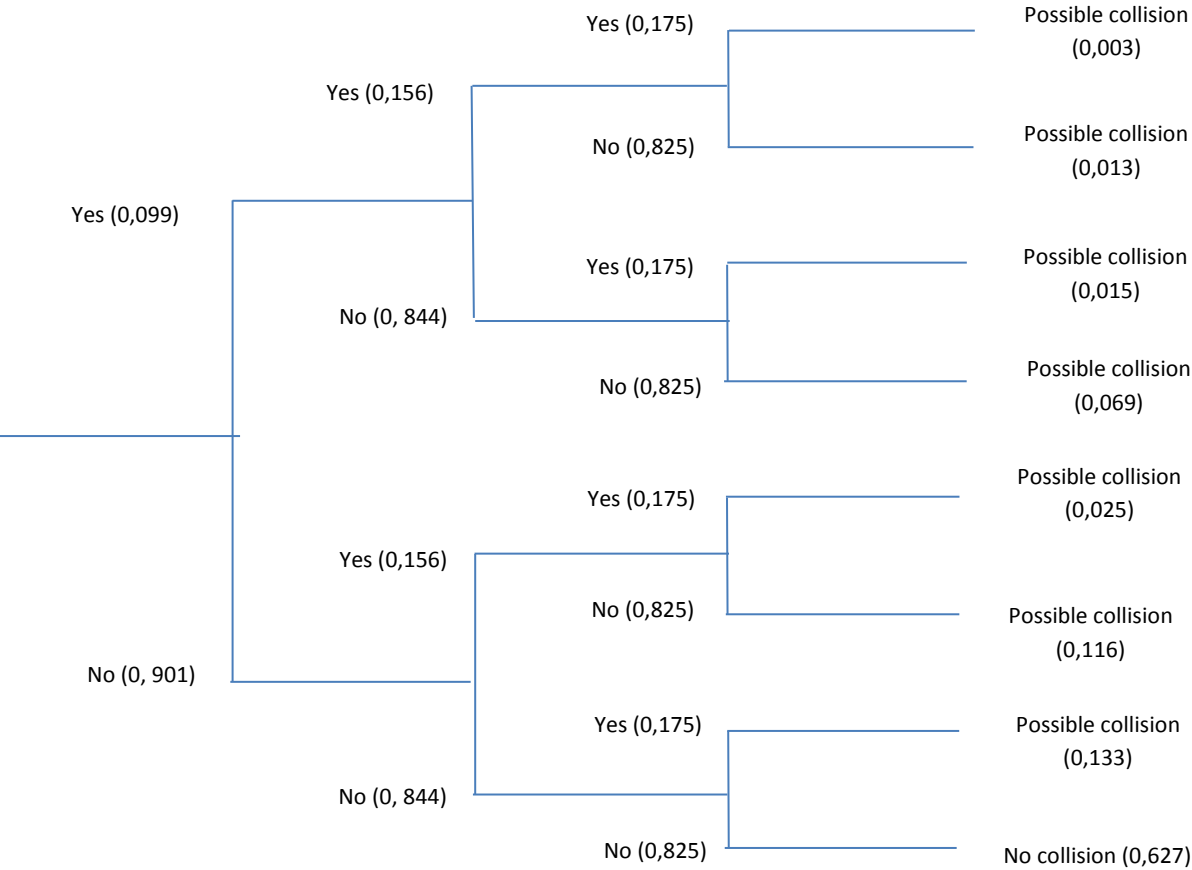 Yes (0,175)
Possible collision
(0,003)
Yes (0,156)
No (0,825)
Possible collision
(0,013)
Yes (0,099)
Yes (0,175)
Possible collision
(0,015)
No (0, 844)
No (0,825)
Possible collision
(0,069)
Yes (0,175)
Possible collision
(0,025)
Yes (0,156)
No (0,825)
Possible collision
(0,116)
No (0, 901)
Yes (0,175)
Possible collision
(0,133)
No (0, 844)
No (0,825)
No collision (0,627)